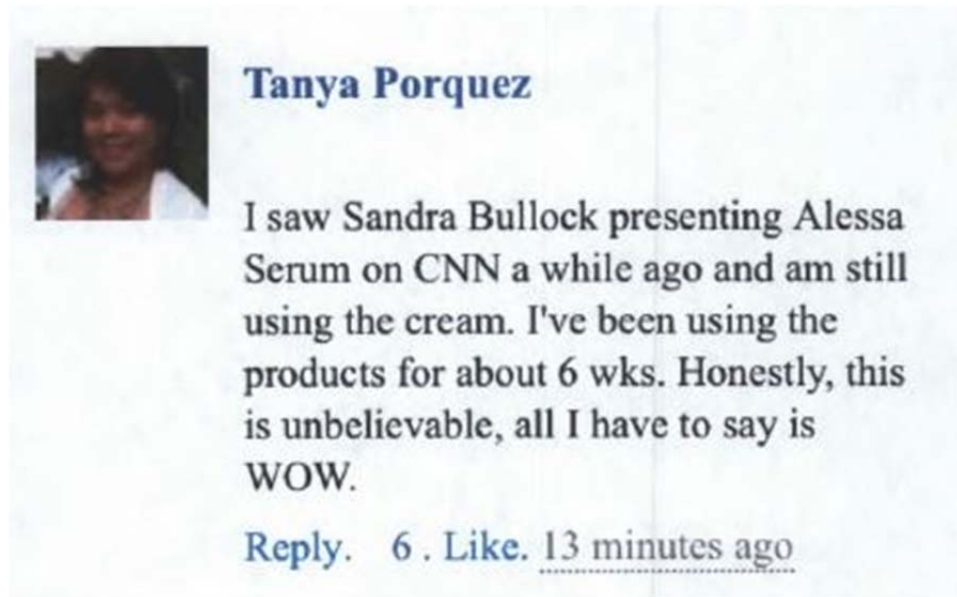 Tanya Porquez
I saw Sandra Bullock presenting Alessa
Serum on CNN a while ago and am still
using the cream. I've been using the
products for about 6 wks. Honestly, this
is unbelievable, all I have to say is
WOW.
Reply. 6 . Like. 13 minutes ago